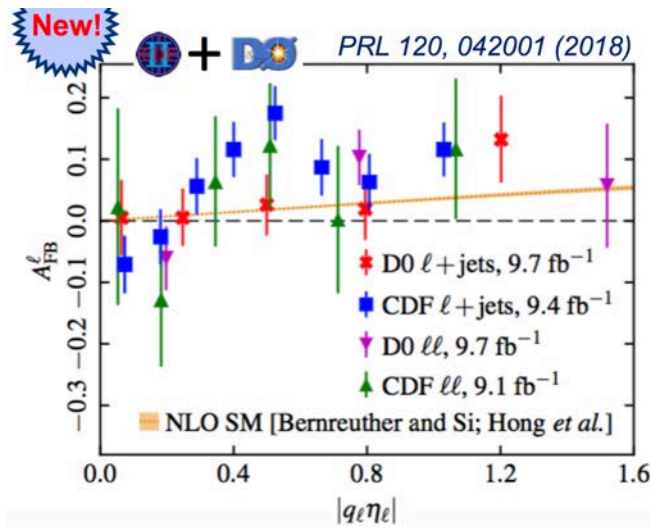 New!
II + DØ PRL 120, 042001 (2018)
0.2
0.1
0.0
−0.1
−0.2
−0.3
A^ℓ_FB
D0 ℓ+jets, 9.7 fb⁻¹
CDF ℓ+jets, 9.4 fb⁻¹
D0 ℓℓ, 9.7 fb⁻¹
CDF ℓℓ, 9.1 fb⁻¹
NLO SM [Bernreuther and Si; Hong et al.]
0.0 0.4 0.8 1.2 1.6
|qℓηℓ|